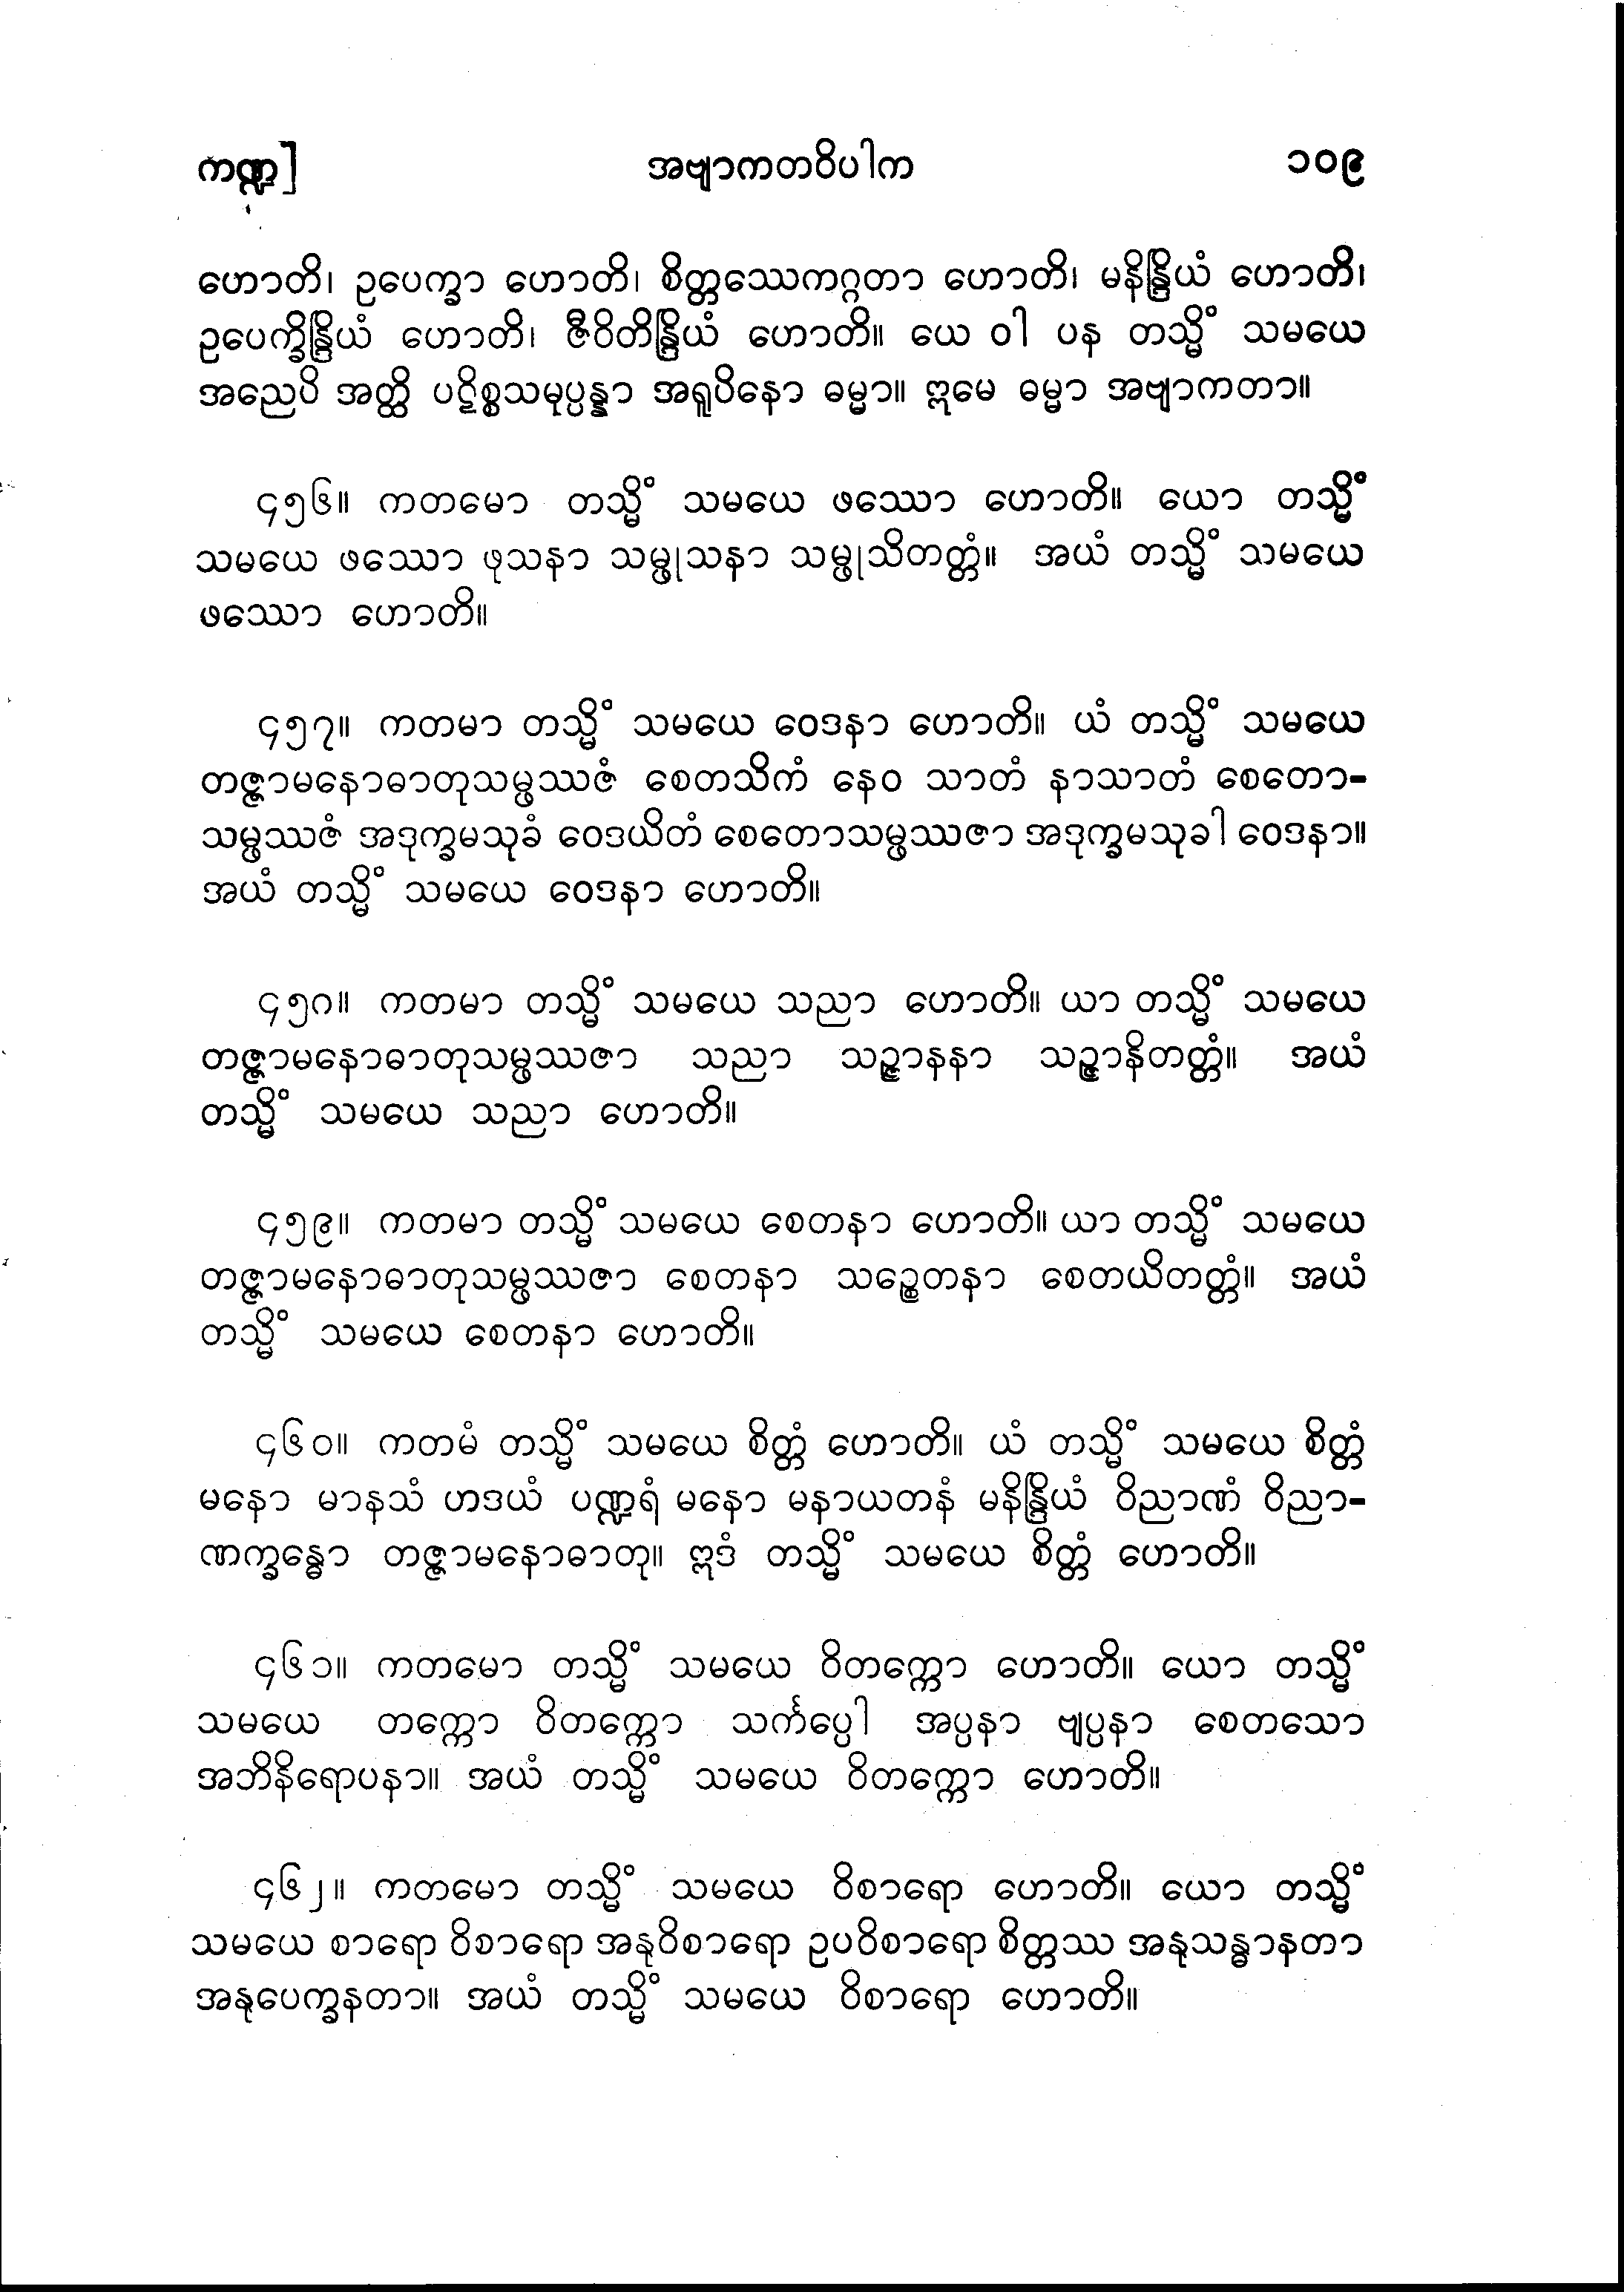 ကဏ္ဍ] အဗျာကတဝိပါက ၁၀၉
ဟောတိ၊ ဥပေက္ခာ ဟောတိ၊ စိတ္တဿေကဂ္ဂတာ ဟောတိ၊ မနိန္ဒြိယံ ဟောတိ၊
ဥပေက္ခိန္ဒြိယံ ဟောတိ၊ ဇီဝိတိန္ဒြိယံ ဟောတိ။ ယေ ဝါ ပန တသ္မိံ သမယေ
အညေပိ အတ္ထိ ပဋိစ္စသမုပ္ပန္နာ အရူပိနော ဓမ္မာ။ ဣမေ ဓမ္မာ အဗျာကတာ။
၄၅၆။ ကတမော တသ္မိံ သမယေ ဖဿော ဟောတိ။ ယော တသ္မိံ
သမယေ ဖဿော ဖုသနာ သမ္ဖုသနာ သမ္ဖုသိတတ္တံ။ အယံ တသ္မိံ သမယေ
ဖဿော ဟောတိ။
၄၅၇။ ကတမာ တသ္မိံ သမယေ ဝေဒနာ ဟောတိ။ ယံ တသ္မိံ သမယေ
တဇ္ဇာမနောဓာတုသမ္ဖဿဇံ စေတသိကံ နေဝ သာတံ နာသာတံ စေတော-
သမ္ဖဿဇံ အဒုက္ခမသုခံ ဝေဒယိတံ စေတောသမ္ဖဿဇာ အဒုက္ခမသုခါ ဝေဒနာ။
အယံ တသ္မိံ သမယေ ဝေဒနာ ဟောတိ။
၄၅၈။ ကတမာ တသ္မိံ သမယေ သညာ ဟောတိ။ ယာ တသ္မိံ သမယေ
တဇ္ဇာမနောဓာတုသမ္ဖဿဇာ သညာ သဉ္ဇာနနာ သဉ္ဇာနိတတ္တံ။ အယံ
တသ္မိံ သမယေ သညာ ဟောတိ။
၄၅၉။ ကတမာ တသ္မိံ သမယေ စေတနာ ဟောတိ။ ယာ တသ္မိံ သမယေ
တဇ္ဇာမနောဓာတုသမ္ဖဿဇာ စေတနာ သဉ္စေတနာ စေတယိတတ္တံ။ အယံ
တသ္မိံ သမယေ စေတနာ ဟောတိ။
၄၆၀။ ကတမံ တသ္မိံ သမယေ စိတ္တံ ဟောတိ။ ယံ တသ္မိံ သမယေ စိတ္တံ
မနော မာနသံ ဟဒယံ ပဏ္ဍရံ မနော မနာယတနံ မနိန္ဒြိယံ ဝိညာဏံ ဝိညာ-
ဏက္ခန္ဓော တဇ္ဇာမနောဓာတု။ ဣဒံ တသ္မိံ သမယေ စိတ္တံ ဟောတိ။
၄၆၁။ ကတမော တသ္မိံ သမယေ ဝိတက္ကော ဟောတိ။ ယော တသ္မိံ
သမယေ တက္ကော ဝိတက္ကော သင်္ကပ္ပေါ အပ္ပနာ ဗျပ္ပနာ စေတသော
အဘိနိရောပနာ။ အယံ တသ္မိံ သမယေ ဝိတက္ကော ဟောတိ။
၄၆၂။ ကတမော တသ္မိံ သမယေ ဝိစာရော ဟောတိ။ ယော တသ္မိံ
သမယေ စာရော ဝိစာရော အနုဝိစာရော ဥပဝိစာရော စိတ္တဿ အနုသန္ဓာနတာ
အနုပေက္ခနတာ။ အယံ တသ္မိံ သမယေ ဝိစာရော ဟောတိ။